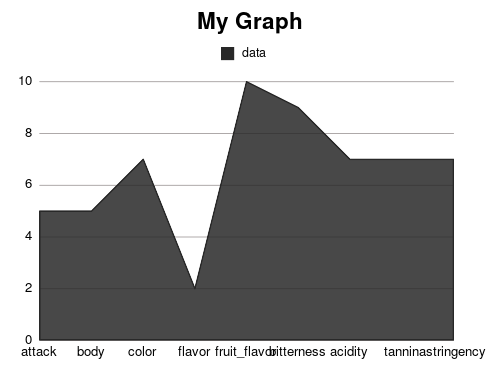 My Graph
data
10
8
6
4
2
0
attack body color flavor fruit_flavor bitterness acidity tannin astringency